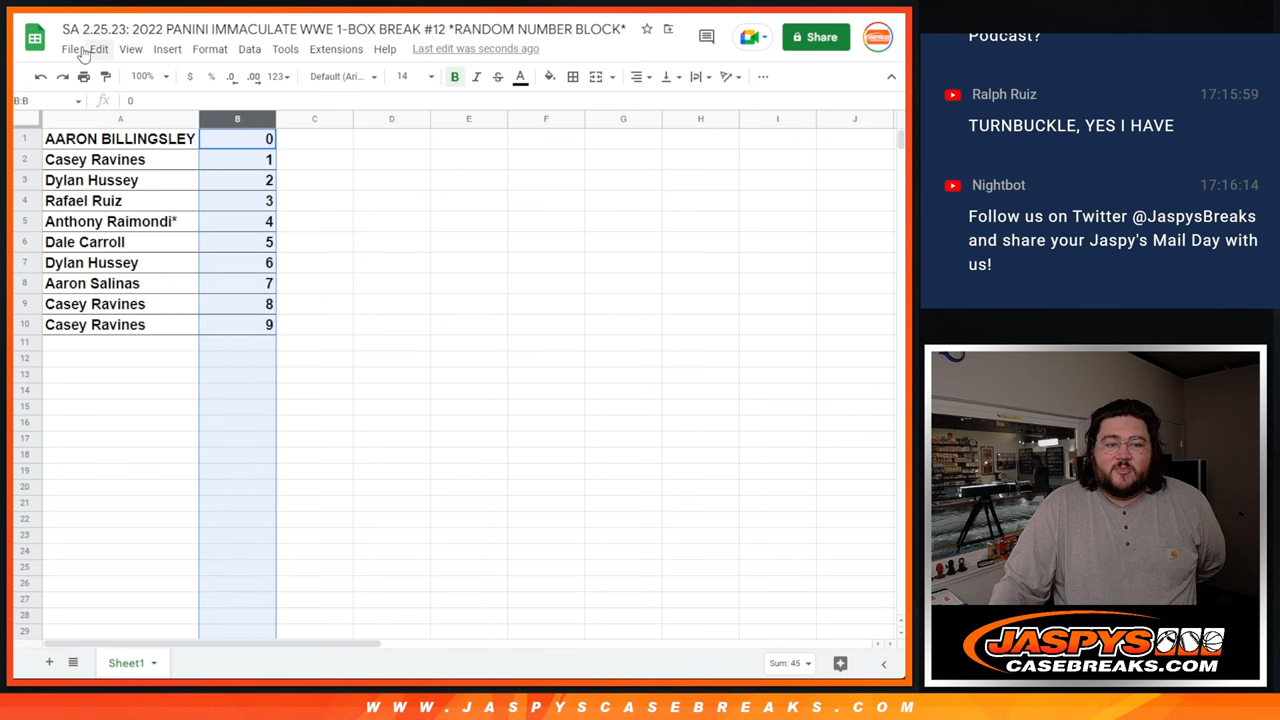 SA 2.25.23: 2022 PANINI IMMACULATE WWE 1-BOX BREAK #12 *RANDOM NUMBER BLOCK*
File Edit View Insert Format Data Tools Extensions Help Last edit was seconds ago
Share
100% $ % .0 .00 123 Default (Ari... 14 B I S A
B:B fx 0
A B C D E F G H I J
1 AARON BILLINGSLEY 0
2 Casey Ravines 1
3 Dylan Hussey 2
4 Rafael Ruiz 3
5 Anthony Raimondi* 4
6 Dale Carroll 5
7 Dylan Hussey 6
8 Aaron Salinas 7
9 Casey Ravines 8
10 Casey Ravines 9
11
12
13
14
15
16
17
18
19
20
21
22
23
24
25
26
27
28
29
Sheet1
Sum: 45
Podcast?
Ralph Ruiz 17:15:59
TURNBUCKLE, YES I HAVE
Nightbot 17:16:14
Follow us on Twitter @JaspysBreaks
and share your Jaspy's Mail Day with
us!
JASPYS
CASEBREAKS.COM
WWW.JASPYSCASEBREAKS.COM